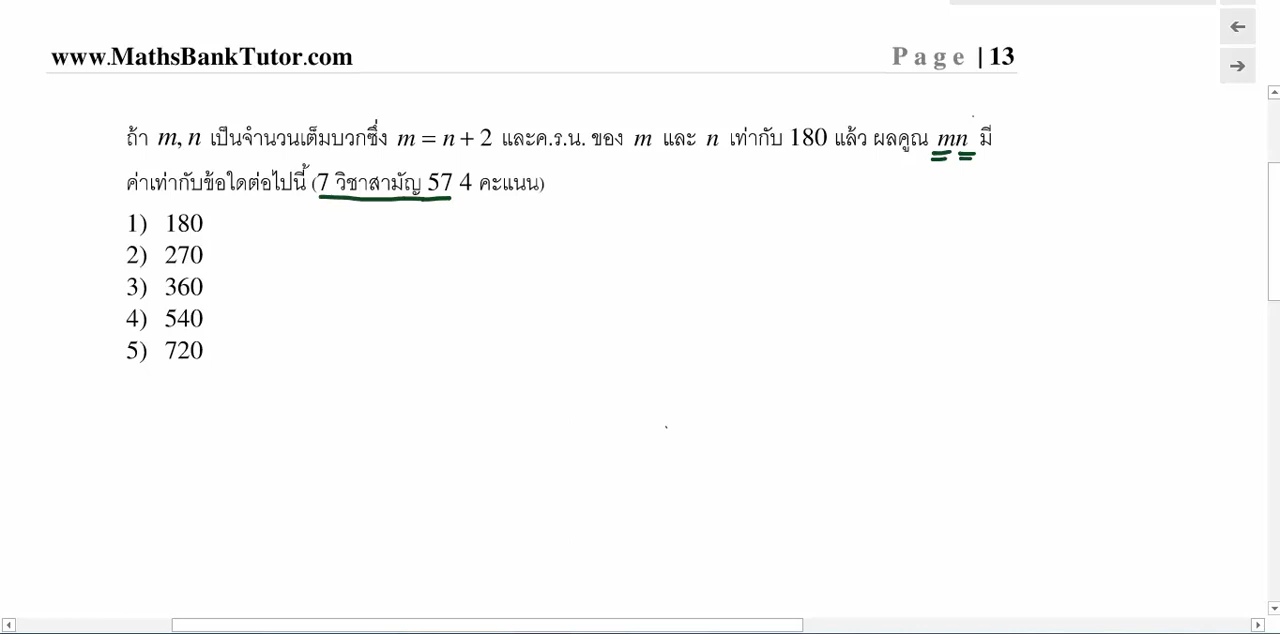 www.MathsBankTutor.com Page | 13
ถ้า m, n เป็นจำนวนเต็มบวกซึ่ง m = n + 2 และค.ร.น. ของ m และ n เท่ากับ 180 แล้ว ผลคูณ mn มี
ค่าเท่ากับข้อใดต่อไปนี้ (7 วิชาสามัญ 57 4 คะแนน)
1) 180
2) 270
3) 360
4) 540
5) 720